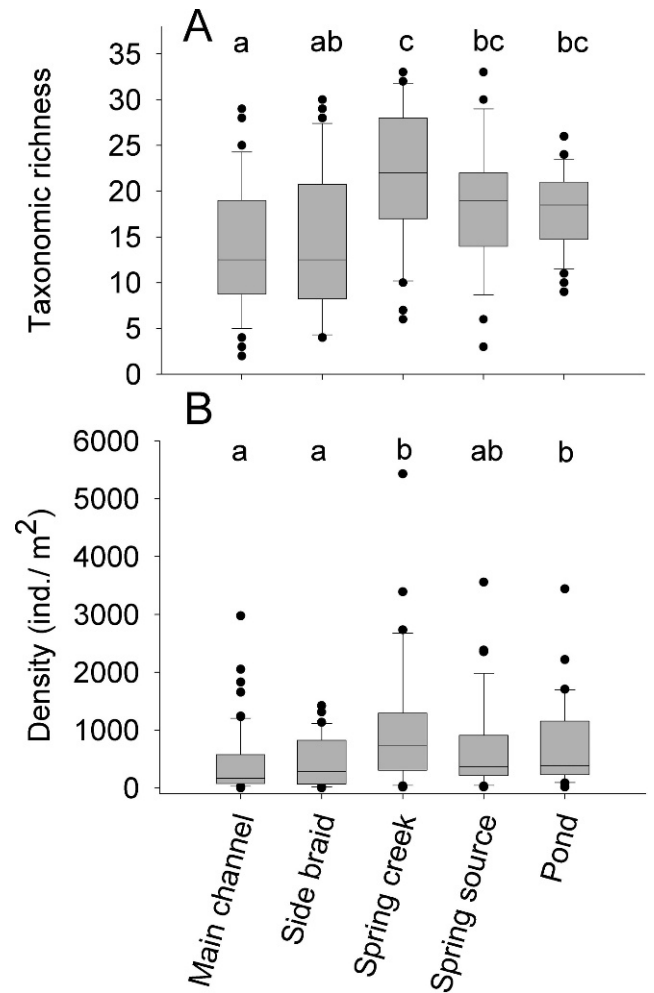 A
a ab c bc bc
Taxonomic richness
35
30
25
20
15
10
5
0
B
a a b ab b
Density (ind./ m²)
6000
5000
4000
3000
2000
1000
0
Main channel
Side braid
Spring creek
Spring source
Pond